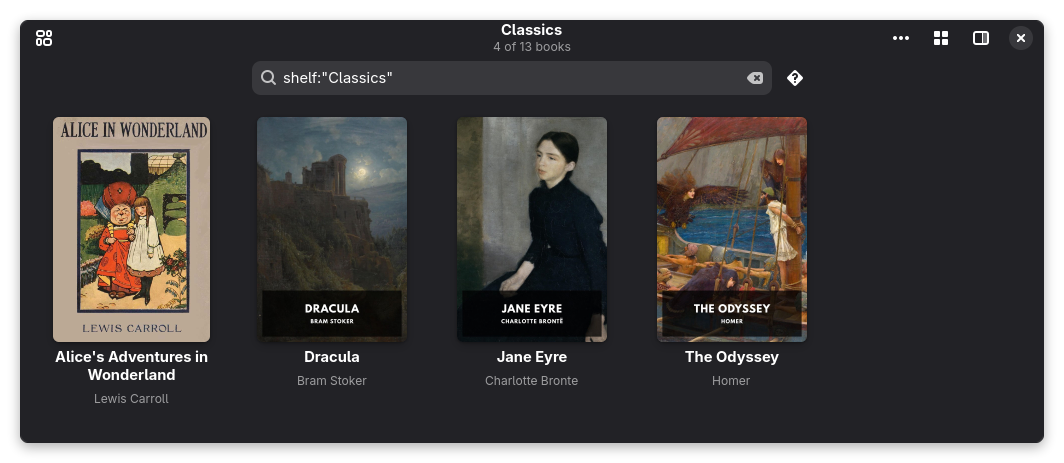 Classics
4 of 13 books
shelf:"Classics"
ALICE IN WONDERLAND
LEWIS CARROLL
Alice's Adventures in
Wonderland
Lewis Carroll
DRACULA
BRAM STOKER
Dracula
Bram Stoker
JANE EYRE
CHARLOTTE BRONTË
Jane Eyre
Charlotte Bronte
THE ODYSSEY
HOMER
The Odyssey
Homer